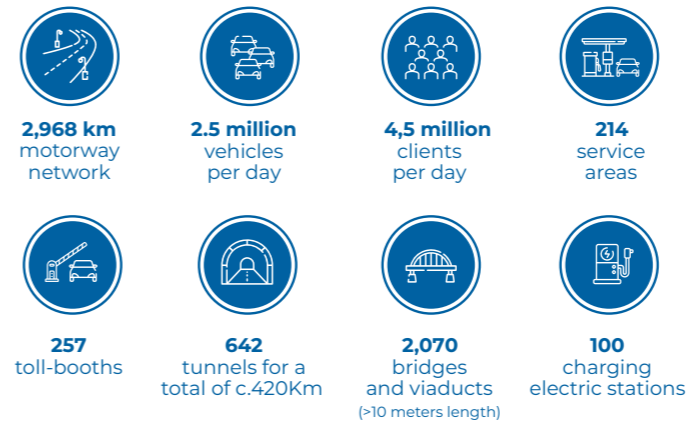 2,968 km
motorway
network
2.5 million
vehicles
per day
4,5 million
clients
per day
214
service
areas
257
toll-booths
642
tunnels for a
total of c.420Km
2,070
bridges
and viaducts
(>10 meters length)
100
charging
electric stations